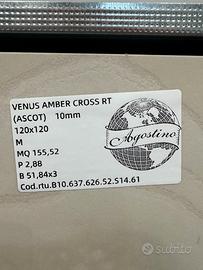 VENUS AMBER CROSS RT
(ASCOT) 10mm
120x120
M
MQ 155,52
P 2,88
B 51,84x3
Cod.rtu.B10.637.626.52.S14.61
Agostino
subito